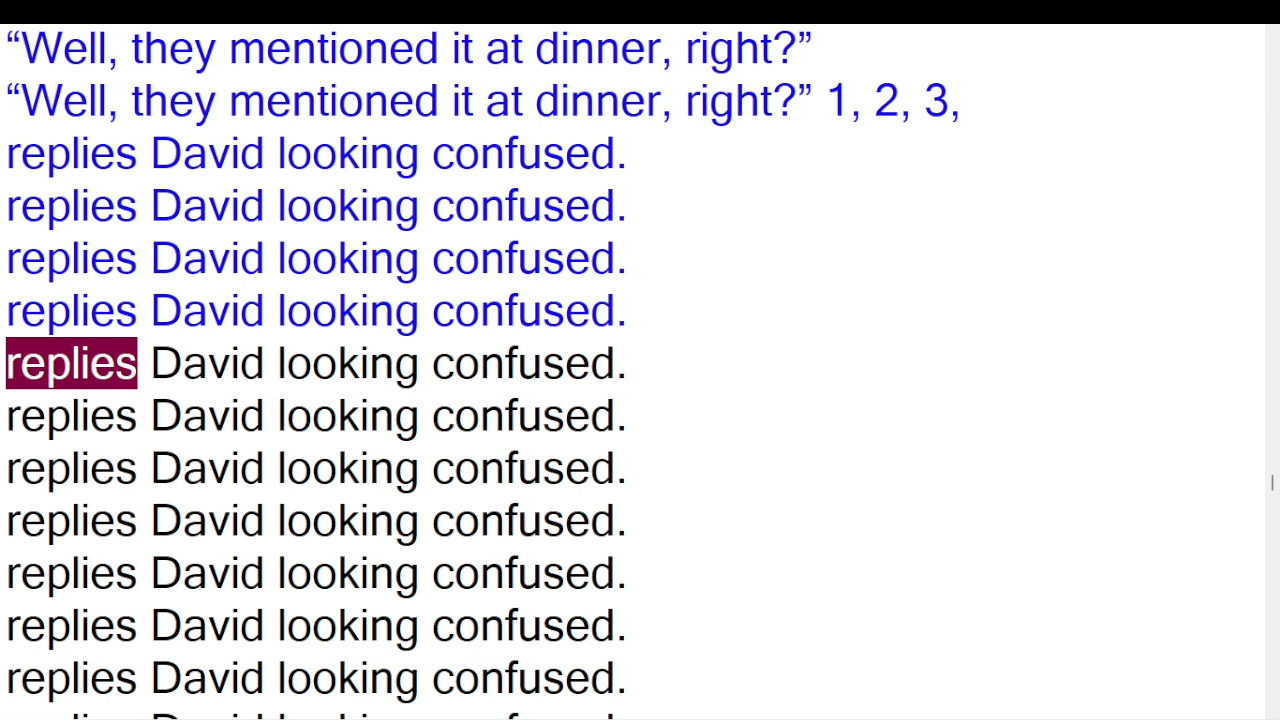 “Well, they mentioned it at dinner, right?”
“Well, they mentioned it at dinner, right?” 1, 2, 3,
replies David looking confused.
replies David looking confused.
replies David looking confused.
replies David looking confused.
replies David looking confused.
replies David looking confused.
replies David looking confused.
replies David looking confused.
replies David looking confused.
replies David looking confused.
replies David looking confused.